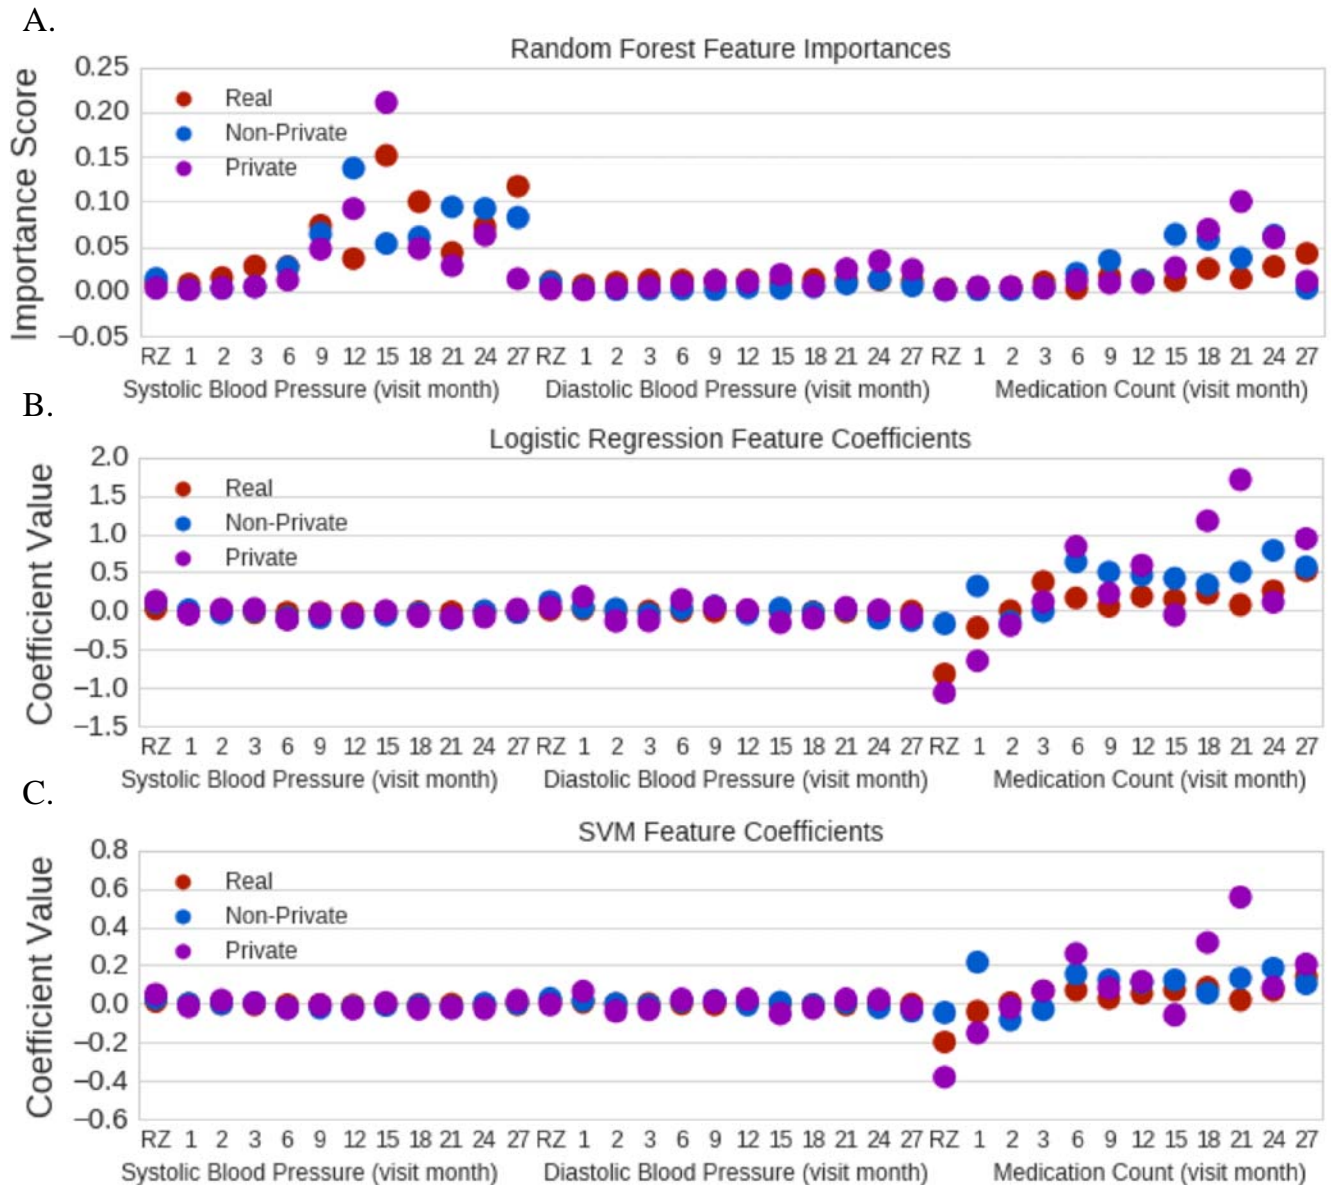 A.
Random Forest Feature Importances
Importance Score
0.25
0.20
0.15
0.10
0.05
0.00
−0.05
Real
Non-Private
Private
RZ 1 2 3 6 9 12 15 18 21 24 27 RZ 1 2 3 6 9 12 15 18 21 24 27 RZ 1 2 3 6 9 12 15 18 21 24 27
Systolic Blood Pressure (visit month) Diastolic Blood Pressure (visit month) Medication Count (visit month)
B.
Logistic Regression Feature Coefficients
Coefficient Value
2.0
1.5
1.0
0.5
0.0
−0.5
−1.0
−1.5
Real
Non-Private
Private
RZ 1 2 3 6 9 12 15 18 21 24 27 RZ 1 2 3 6 9 12 15 18 21 24 27 RZ 1 2 3 6 9 12 15 18 21 24 27
Systolic Blood Pressure (visit month) Diastolic Blood Pressure (visit month) Medication Count (visit month)
C.
SVM Feature Coefficients
Coefficient Value
0.8
0.6
0.4
0.2
0.0
−0.2
−0.4
−0.6
Real
Non-Private
Private
RZ 1 2 3 6 9 12 15 18 21 24 27 RZ 1 2 3 6 9 12 15 18 21 24 27 RZ 1 2 3 6 9 12 15 18 21 24 27
Systolic Blood Pressure (visit month) Diastolic Blood Pressure (visit month) Medication Count (visit month)